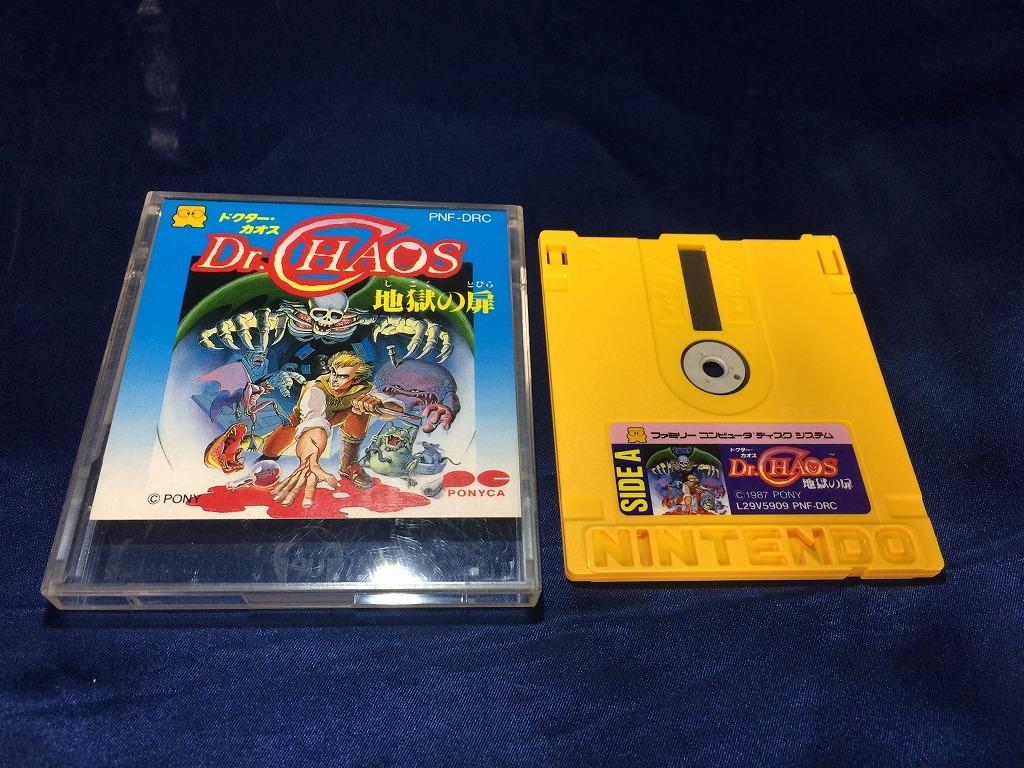 ドクター・
カオス
PNF-DRC
Dr.CHAOS
じごく とびら
地獄の扉
© PONY
PONYCA
ファミリー コンピュータ ディスク システム
SIDE A
ドクター・
カオス
Dr.CHAOS™
地獄の扉
© 1987 PONY
L29V5909 PNF-DRC
NINTENDO